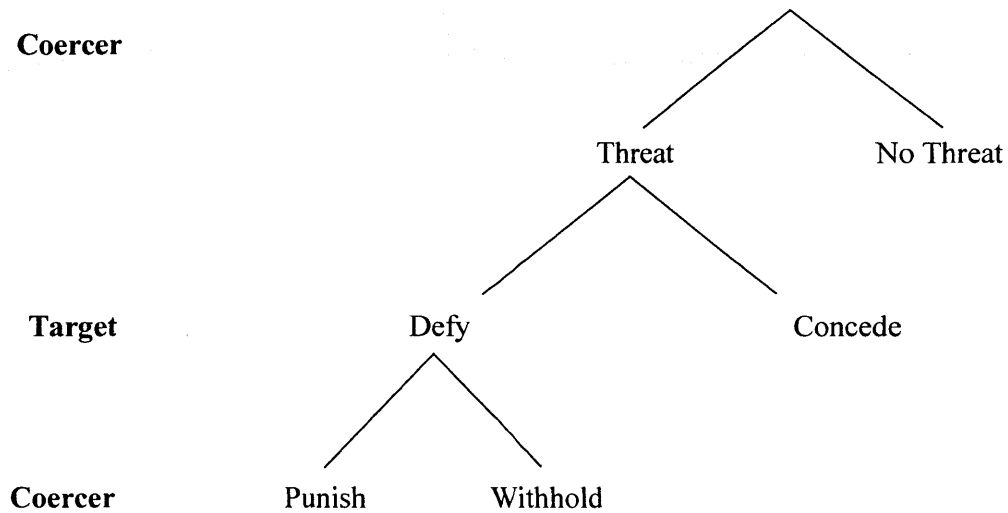 Coercer
Threat No Threat
Target Defy Concede
Coercer Punish Withhold